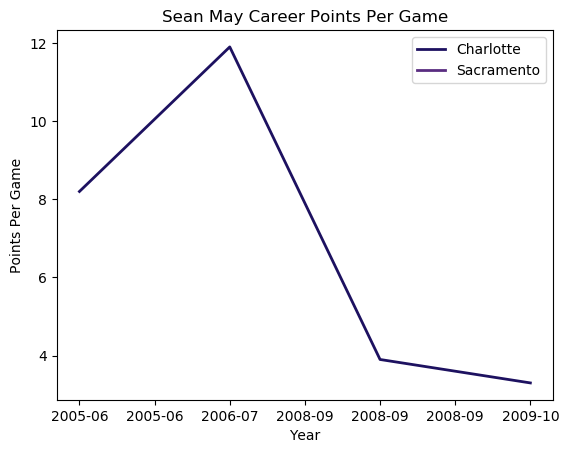 Sean May Career Points Per Game
Charlotte
Sacramento
12
10
8
6
4
Points Per Game
2005-06 2005-06 2006-07 2008-09 2008-09 2008-09 2009-10
Year